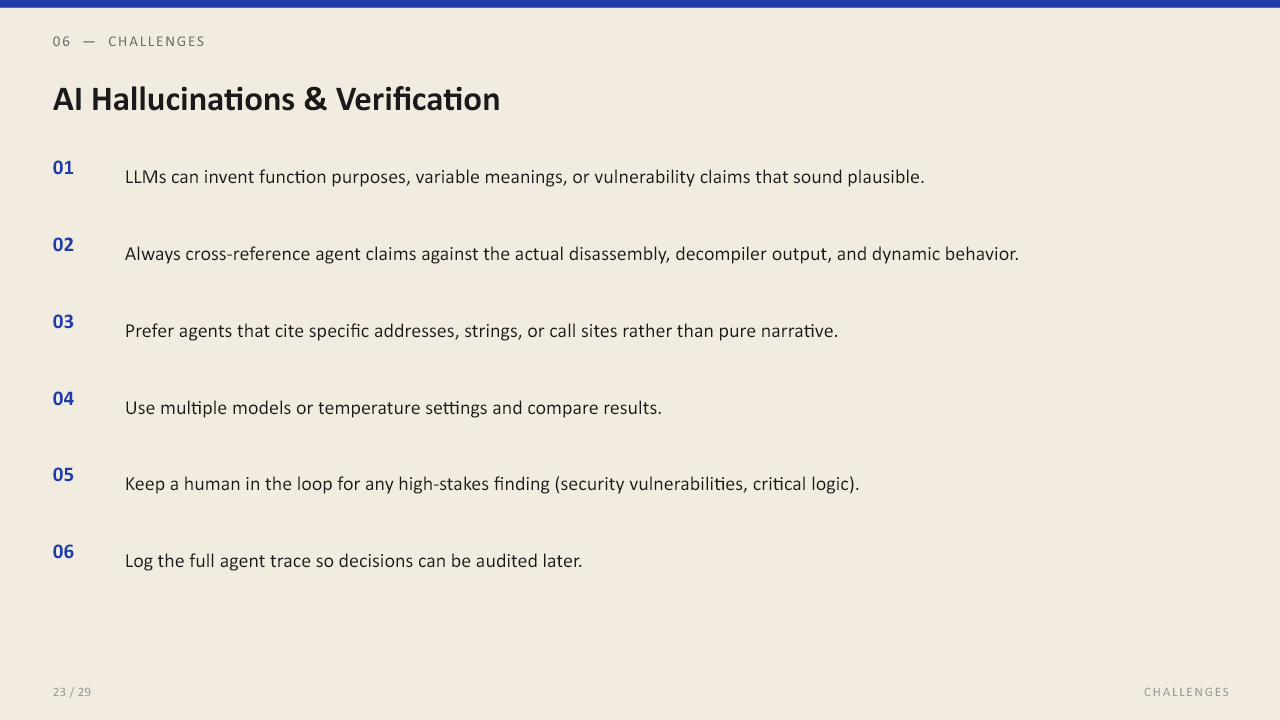 06 — CHALLENGES
AI Hallucinations & Verification
01
LLMs can invent function purposes, variable meanings, or vulnerability claims that sound plausible.
02
Always cross-reference agent claims against the actual disassembly, decompiler output, and dynamic behavior.
03
Prefer agents that cite specific addresses, strings, or call sites rather than pure narrative.
04
Use multiple models or temperature settings and compare results.
05
Keep a human in the loop for any high-stakes finding (security vulnerabilities, critical logic).
06
Log the full agent trace so decisions can be audited later.
23 / 29
CHALLENGES